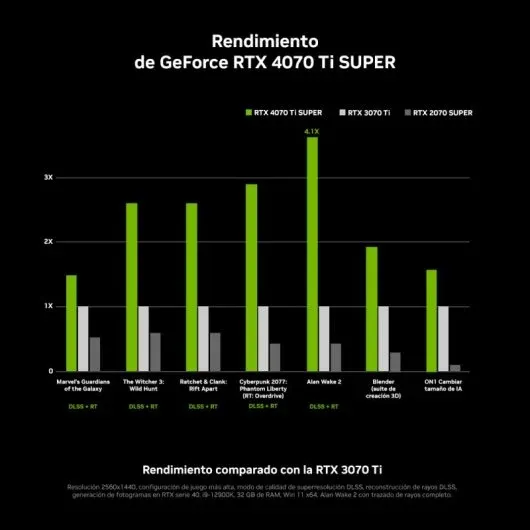 Rendimiento
de GeForce RTX 4070 Ti SUPER
RTX 4070 Ti SUPER RTX 3070 Ti RTX 2070 SUPER
4.1X
3X
2X
1X
0
Marvel's Guardians
of the Galaxy
DLSS + RT
The Witcher 3:
Wild Hunt
DLSS + RT
Ratchet & Clank:
Rift Apart
DLSS + RT
Cyberpunk 2077:
Phantom Liberty
(RT: Overdrive)
DLSS + RT
Alan Wake 2
DLSS + RT
Blender
(suite de
creación 3D)
ON1 Cambiar
tamaño de IA
Rendimiento comparado con la RTX 3070 Ti
Resolución 2560x1440, configuración de juego más alta, modo de calidad de superresolución DLSS, reconstrucción de rayos DLSS,
generación de fotogramas en RTX serie 40, i9-12900K, 32 GB de RAM, Win 11 x64. Alan Wake 2 con trazado de rayos completo.